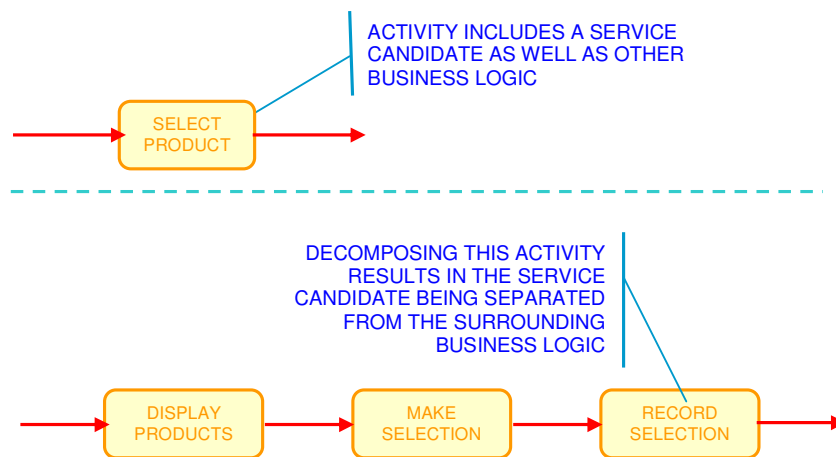 ACTIVITY INCLUDES A SERVICE
CANDIDATE AS WELL AS OTHER
BUSINESS LOGIC
SELECT
PRODUCT
DECOMPOSING THIS ACTIVITY
RESULTS IN THE SERVICE
CANDIDATE BEING SEPARATED
FROM THE SURROUNDING
BUSINESS LOGIC
DISPLAY
PRODUCTS
MAKE
SELECTION
RECORD
SELECTION